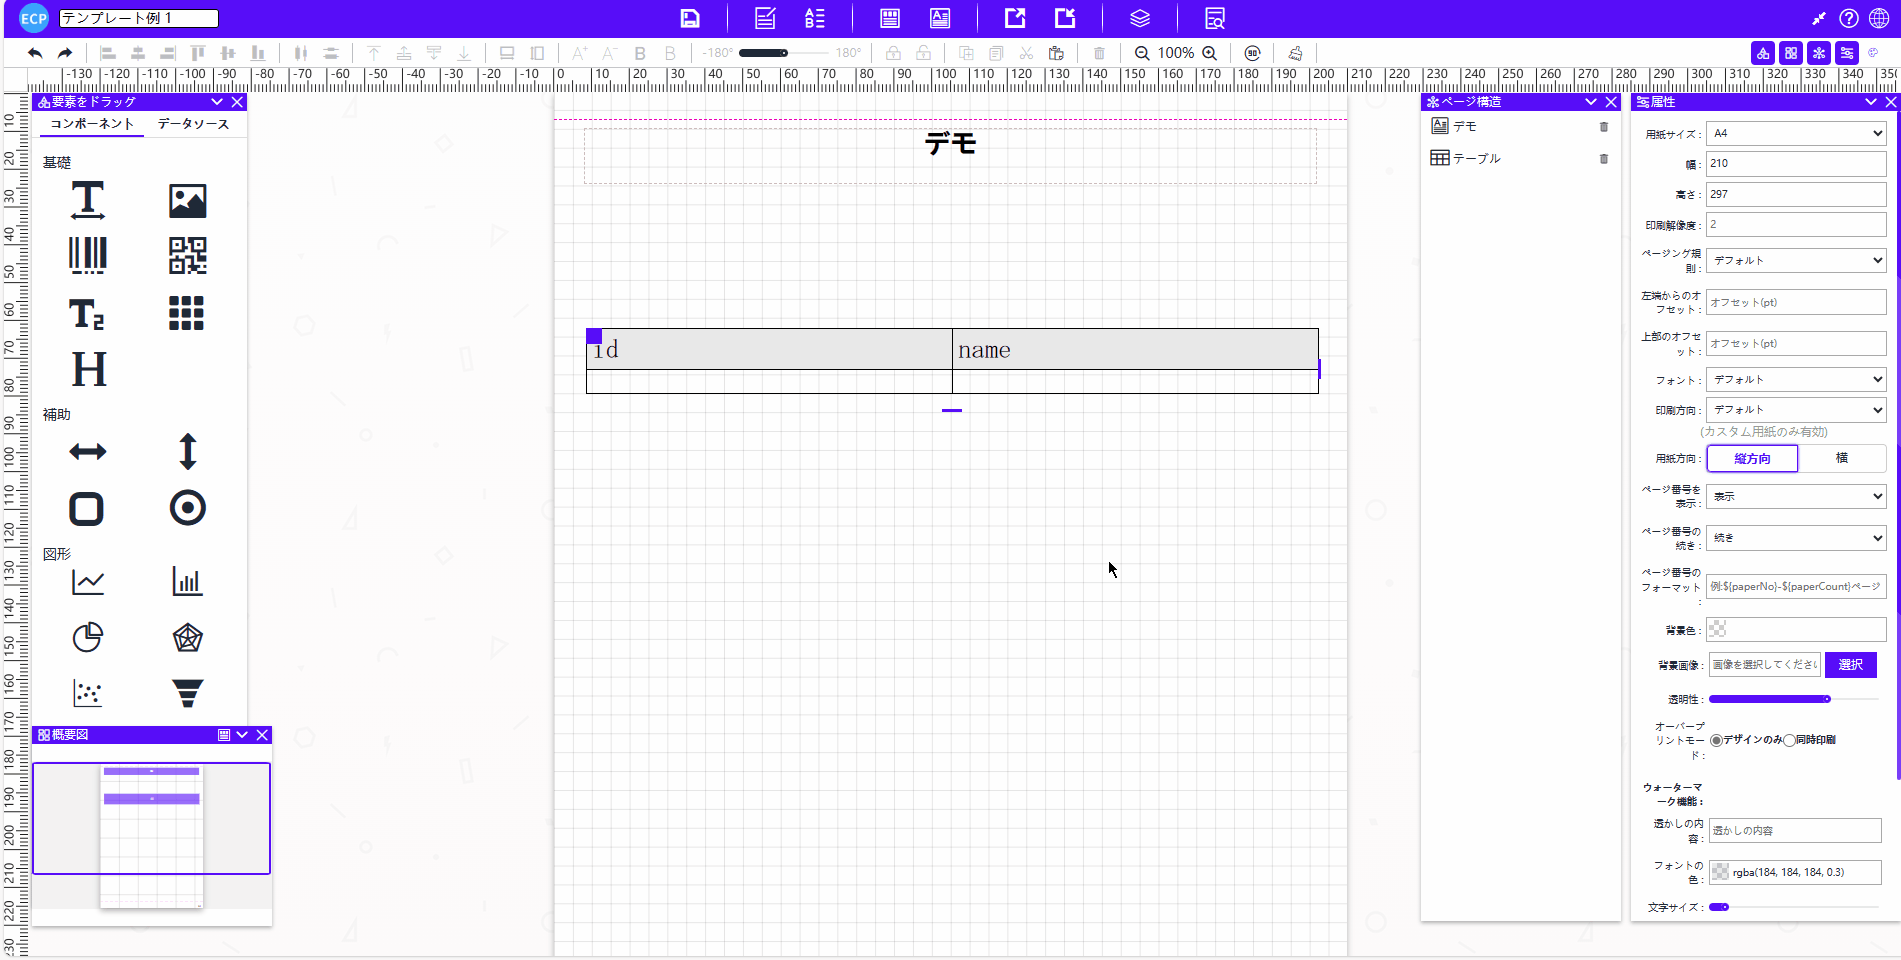 ECP
テンプレート例 1
A+
A-
B
B
-180°
180°
100%
90
-130 -120 -110 -100 -90 -80 -70 -60 -50 -40 -30 -20 -10 0 10 20 30 40 50 60 70 80 90 100 110 120 130 140 150 160 170 180 190 200 210 220 230 240 250 260 270 280 290 300 310 320 330 340 350
10
20
30
40
50
60
70
80
90
100
110
120
130
140
150
160
170
180
190
200
210
220
230
要素をドラッグ
コンポーネント
データソース
基礎
補助
図形
概要図
デモ
id
name
ページ構造
デモ
テーブル
属性
用紙サイズ :
A4
幅 :
210
高さ :
297
印刷解像度 :
2
ページング規
則 :
デフォルト
左端からのオ
フセット :
オフセット(pt)
上部のオフセ
ット :
オフセット(pt)
フォント :
デフォルト
印刷方向 :
デフォルト
(カスタム用紙のみ有効)
用紙方向 :
縦方向
横
ページ番号を
表示 :
表示
ページ番号の
続き :
続き
ページ番号の
フォーマット
:
例:${paperNo}-${paperCount}ページ
背景色 :
背景画像 :
画像を選択してください
選択
透明性 :
オーバープ
リントモー
ド :
デザインのみ
同時印刷
ウォーターマ
ーク機能 :
透かしの内
容 :
透かしの内容
フォントの
色 :
rgba(184, 184, 184, 0.3)
文字サイズ :